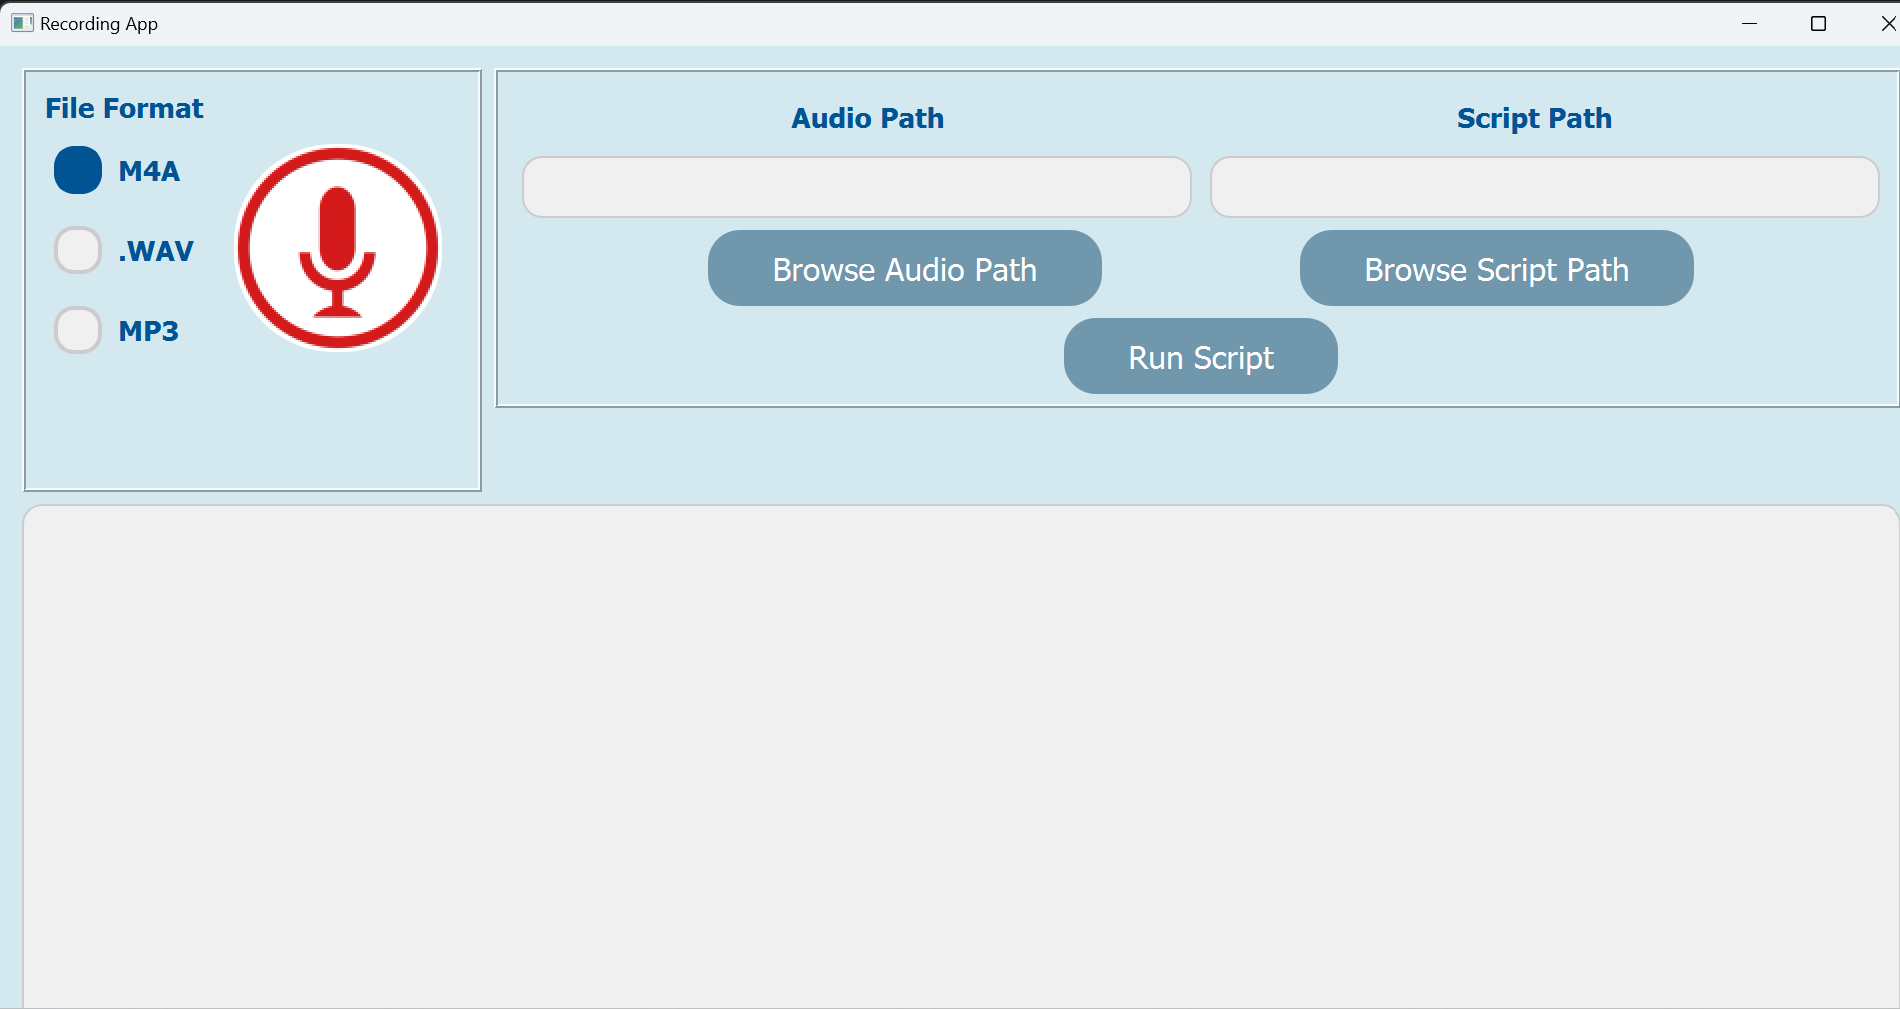 Recording App
File Format
M4A
.WAV
MP3
Audio Path
Script Path
Browse Audio Path
Browse Script Path
Run Script